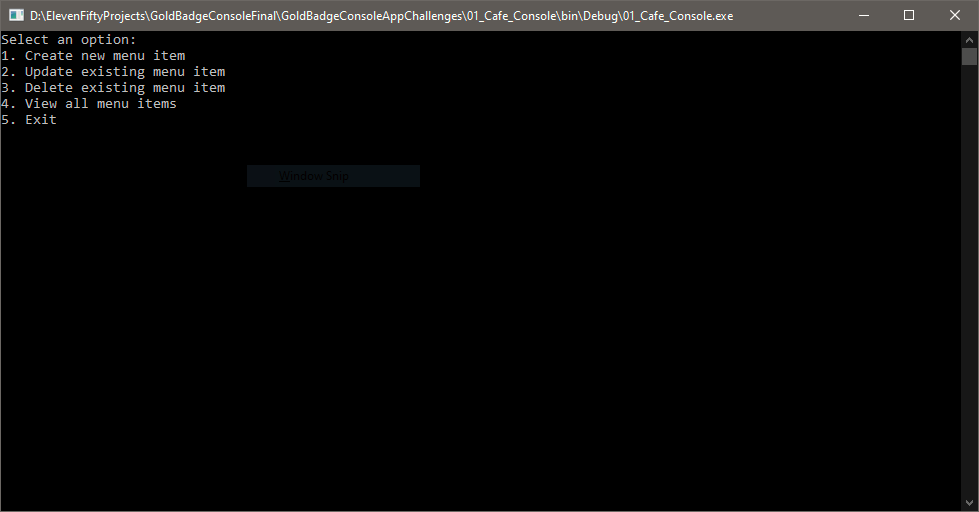 D:\ElevenFiftyProjects\GoldBadgeConsoleFinal\GoldBadgeConsoleAppChallenges\01_Cafe_Console\bin\Debug\01_Cafe_Console.exe
Select an option:
1. Create new menu item
2. Update existing menu item
3. Delete existing menu item
4. View all menu items
5. Exit
Window Snip